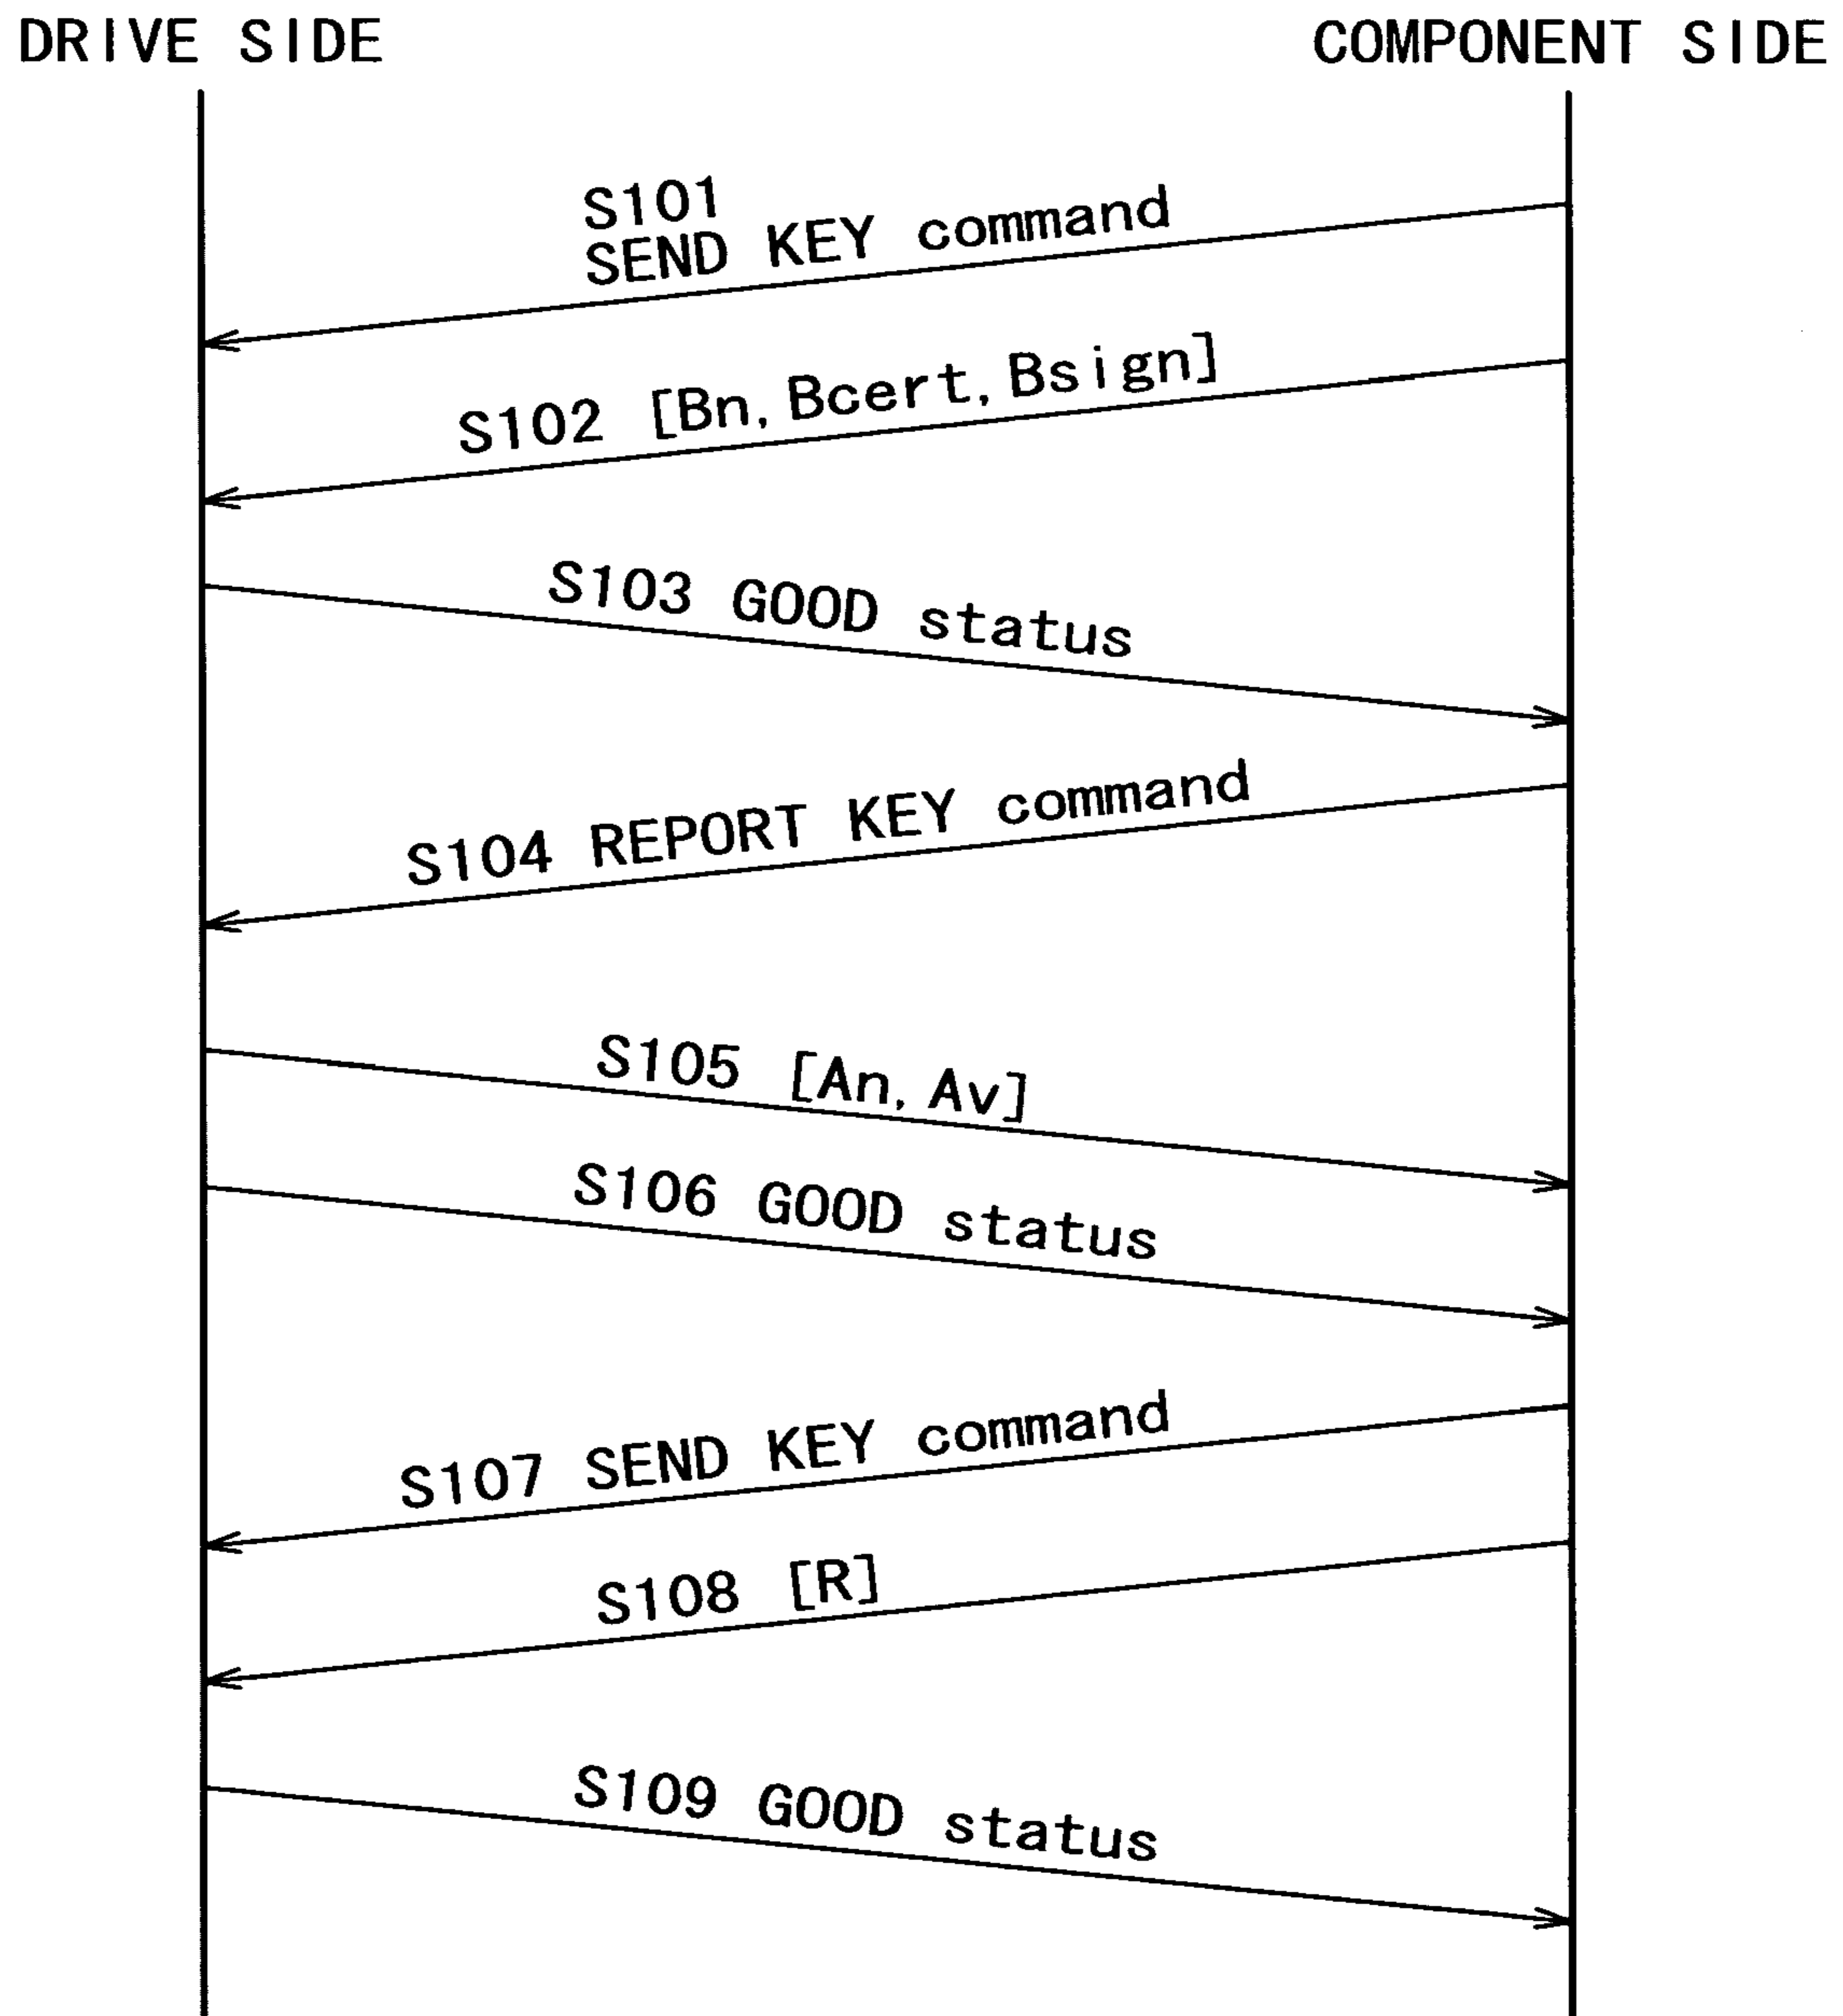 DRIVE SIDE
COMPONENT SIDE
S101
SEND KEY command
S102 [Bn, Bcert, Bsign]
S103 GOOD status
S104 REPORT KEY command
S105 [An, Av]
S106 GOOD status
S107 SEND KEY command
S108 [R]
S109 GOOD status